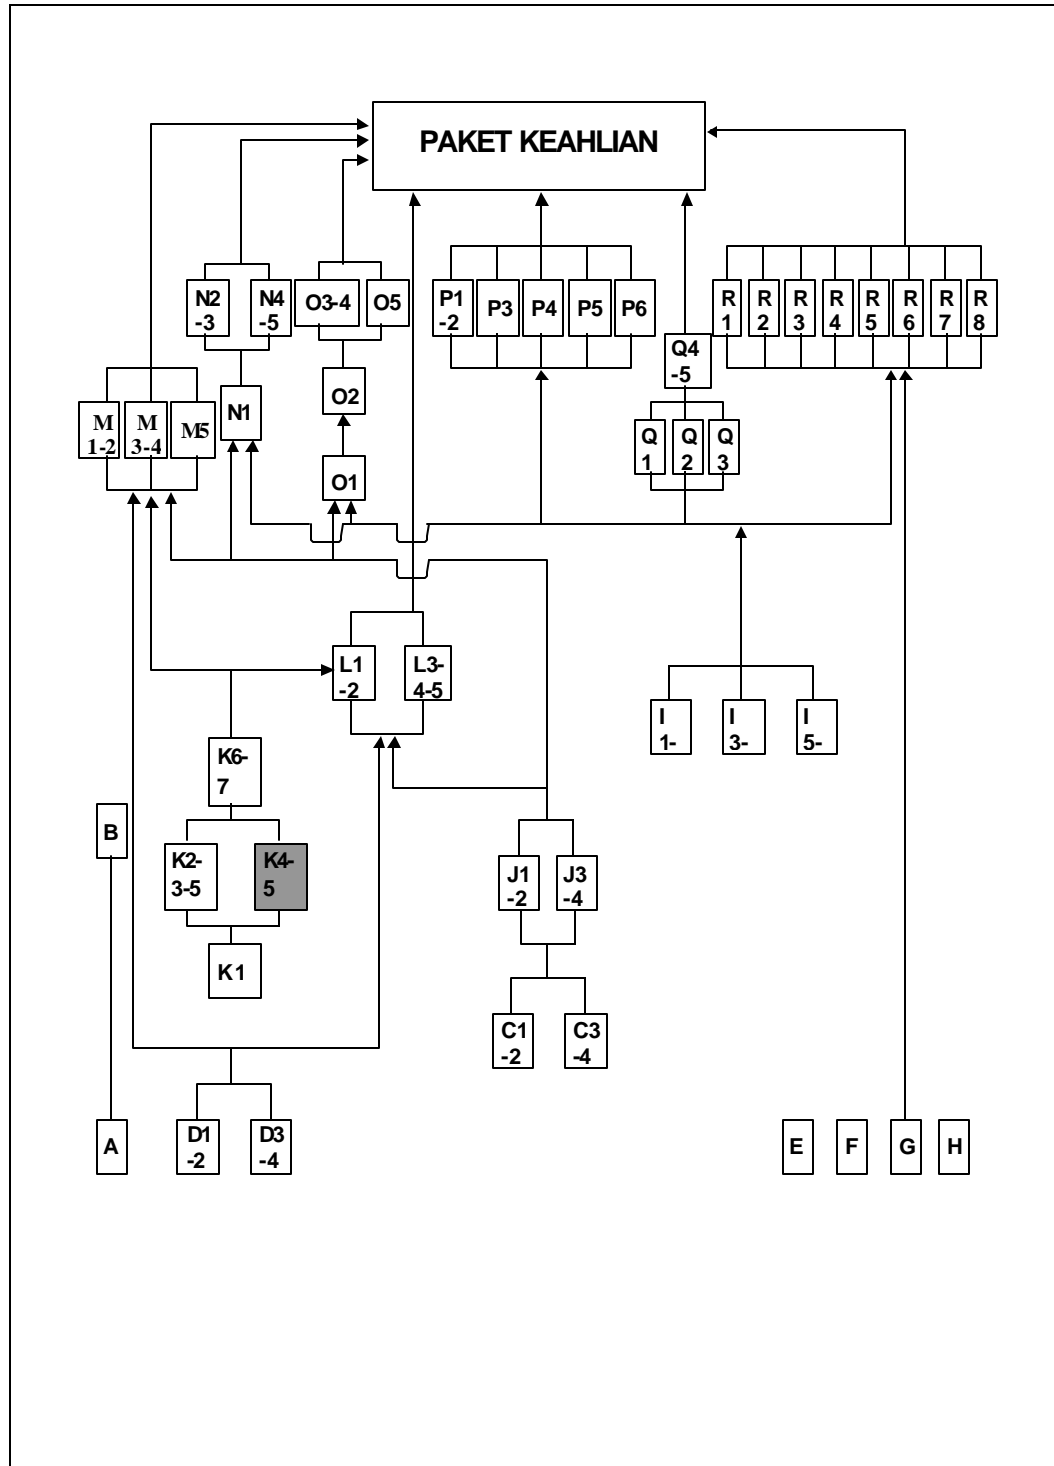 PAKET KEAHLIAN
N2
-3
N4
-5
O3-4
O5
P1
-2
P3
P4
P5
P6
R
1
R
2
R
3
R
4
R
5
R
6
R
7
R
8
Q4
-5
M
1-2
M
3-4
M5
N1
O2
Q
1
Q
2
Q
3
O1
L1
-2
L3-
4-5
I
1-
I
3-
I
5-
K6-
7
B
K2-
3-5
K4-
5
J1
-2
J3
-4
K1
C1
-2
C3
-4
A
D1
-2
D3
-4
E
F
G
H